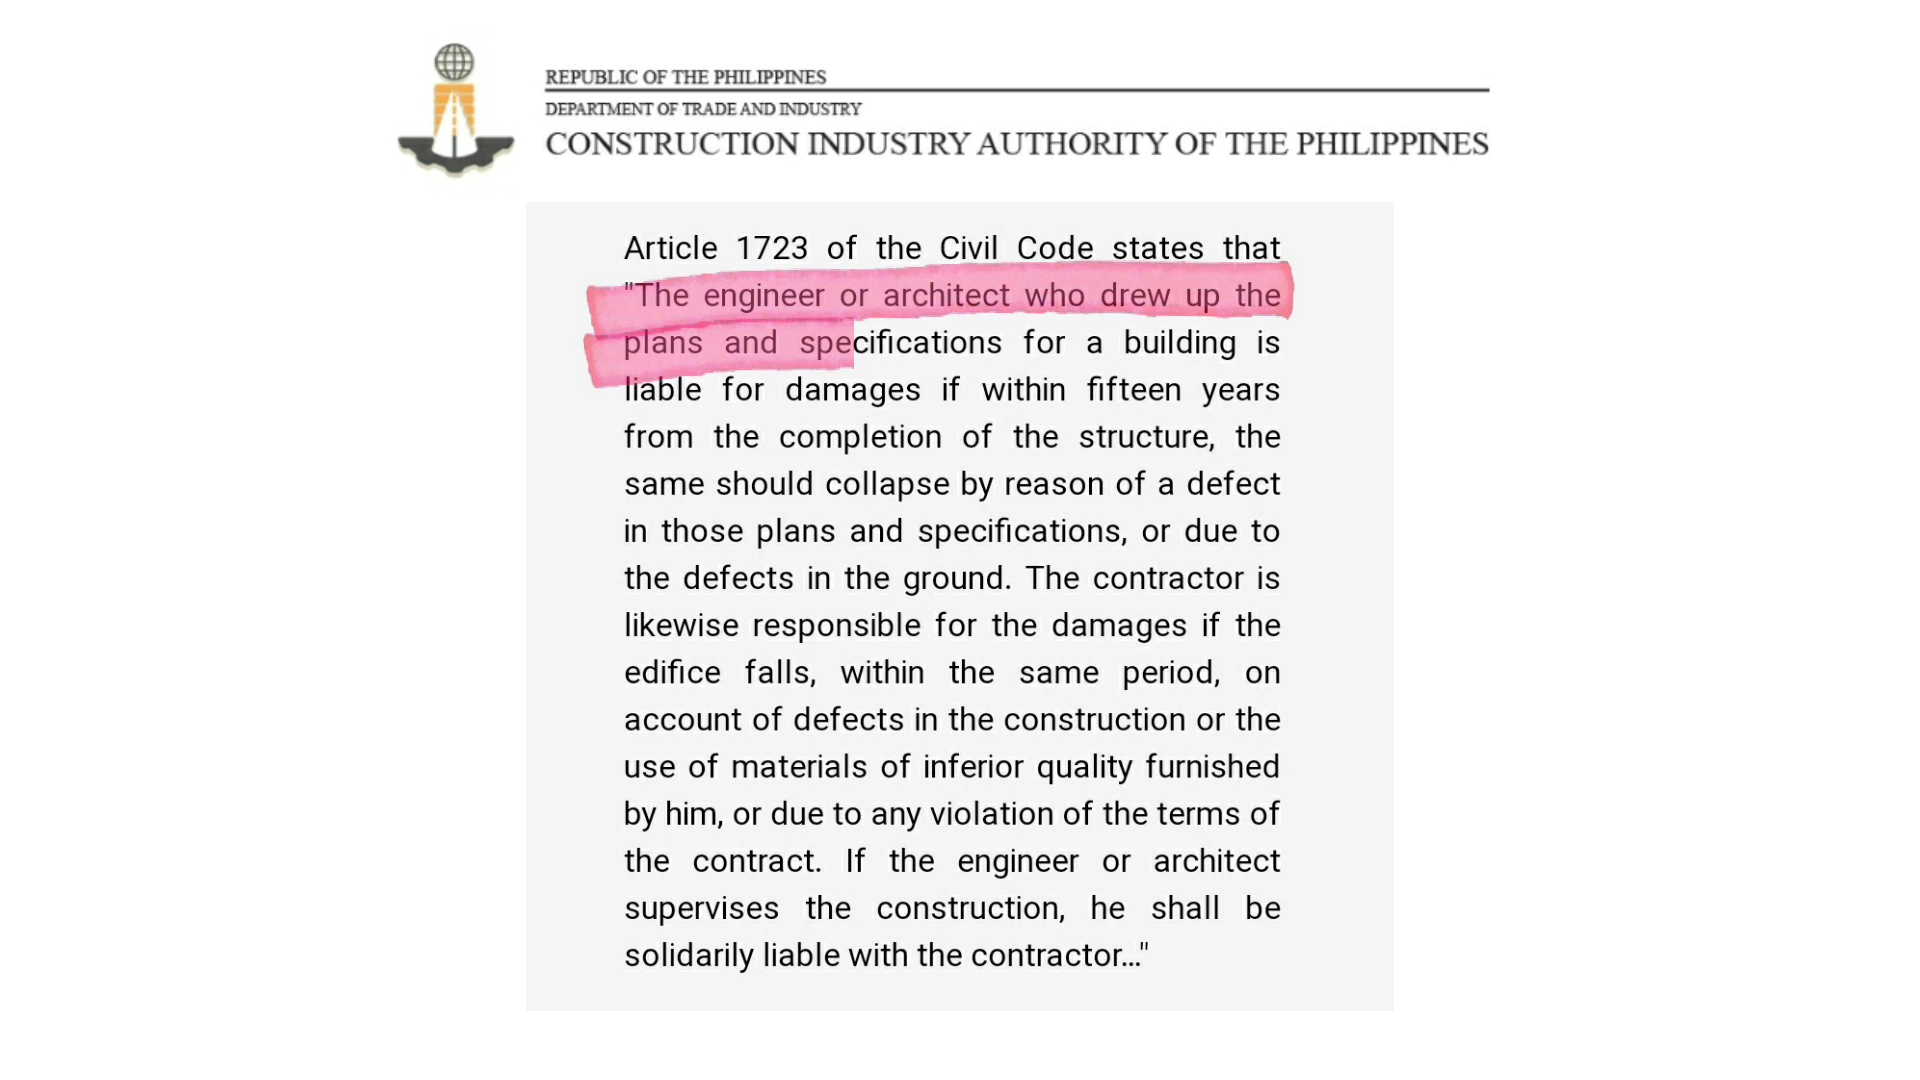 REPUBLIC OF THE PHILIPPINES
DEPARTMENT OF TRADE AND INDUSTRY
CONSTRUCTION INDUSTRY AUTHORITY OF THE PHILIPPINES
Article 1723 of the Civil Code states that
"The engineer or architect who drew up the
plans and specifications for a building is
liable for damages if within fifteen years
from the completion of the structure, the
same should collapse by reason of a defect
in those plans and specifications, or due to
the defects in the ground. The contractor is
likewise responsible for the damages if the
edifice falls, within the same period, on
account of defects in the construction or the
use of materials of inferior quality furnished
by him, or due to any violation of the terms of
the contract. If the engineer or architect
supervises the construction, he shall be
solidarily liable with the contractor..."